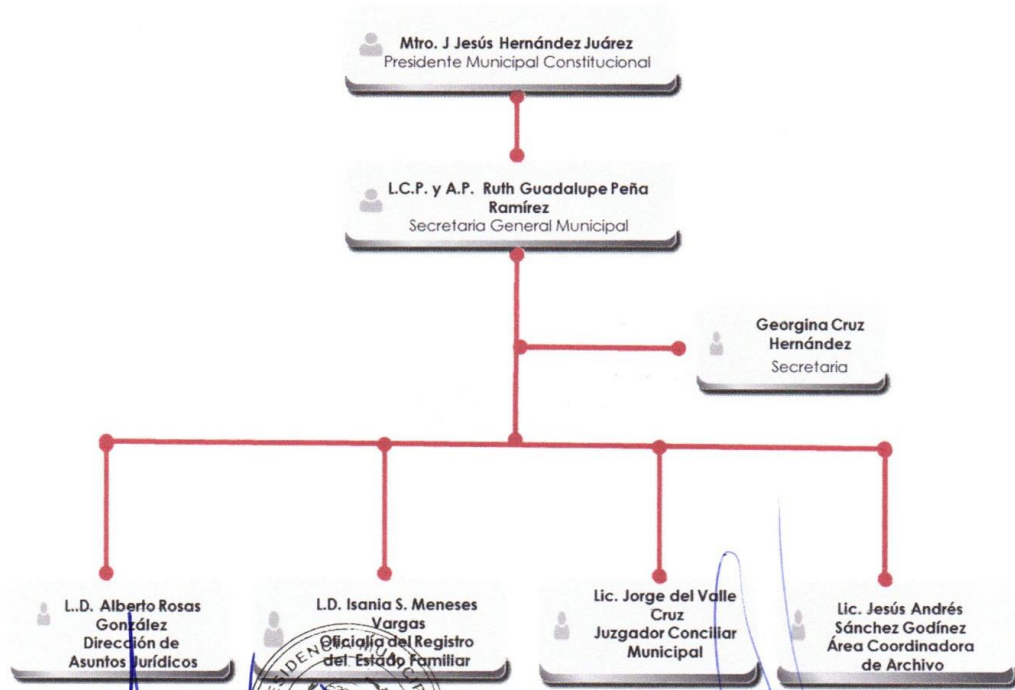 Mtro. J Jesús Hernández Juárez
Presidente Municipal Constitucional
L.C.P. y A.P. Ruth Guadalupe Peña
Ramírez
Secretaria General Municipal
Georgina Cruz
Hernández
Secretaria
L..D. Alberto Rosas
González
Dirección de
Asuntos Jurídicos
L.D. Isania S. Meneses
Vargas
Oficialía del Registro
del Estado Familiar
Lic. Jorge del Valle
Cruz
Juzgador Conciliar
Municipal
Lic. Jesús Andrés
Sánchez Godínez
Área Coordinadora
de Archivo